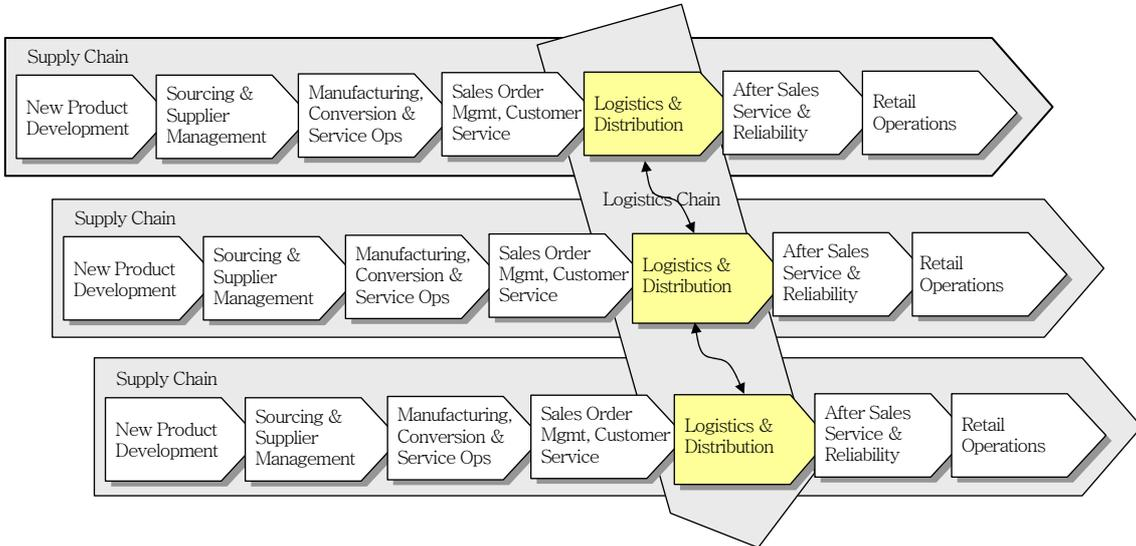 Supply Chain
New Product
Development
Sourcing &
Supplier
Management
Manufacturing,
Conversion &
Service Ops
Sales Order
Mgmt, Customer
Service
Logistics &
Distribution
After Sales
Service &
Reliability
Retail
Operations
Logistics Chain
Supply Chain
New Product
Development
Sourcing &
Supplier
Management
Manufacturing,
Conversion &
Service Ops
Sales Order
Mgmt, Customer
Service
Logistics &
Distribution
After Sales
Service &
Reliability
Retail
Operations
Supply Chain
New Product
Development
Sourcing &
Supplier
Management
Manufacturing,
Conversion &
Service Ops
Sales Order
Mgmt, Customer
Service
Logistics &
Distribution
After Sales
Service &
Reliability
Retail
Operations